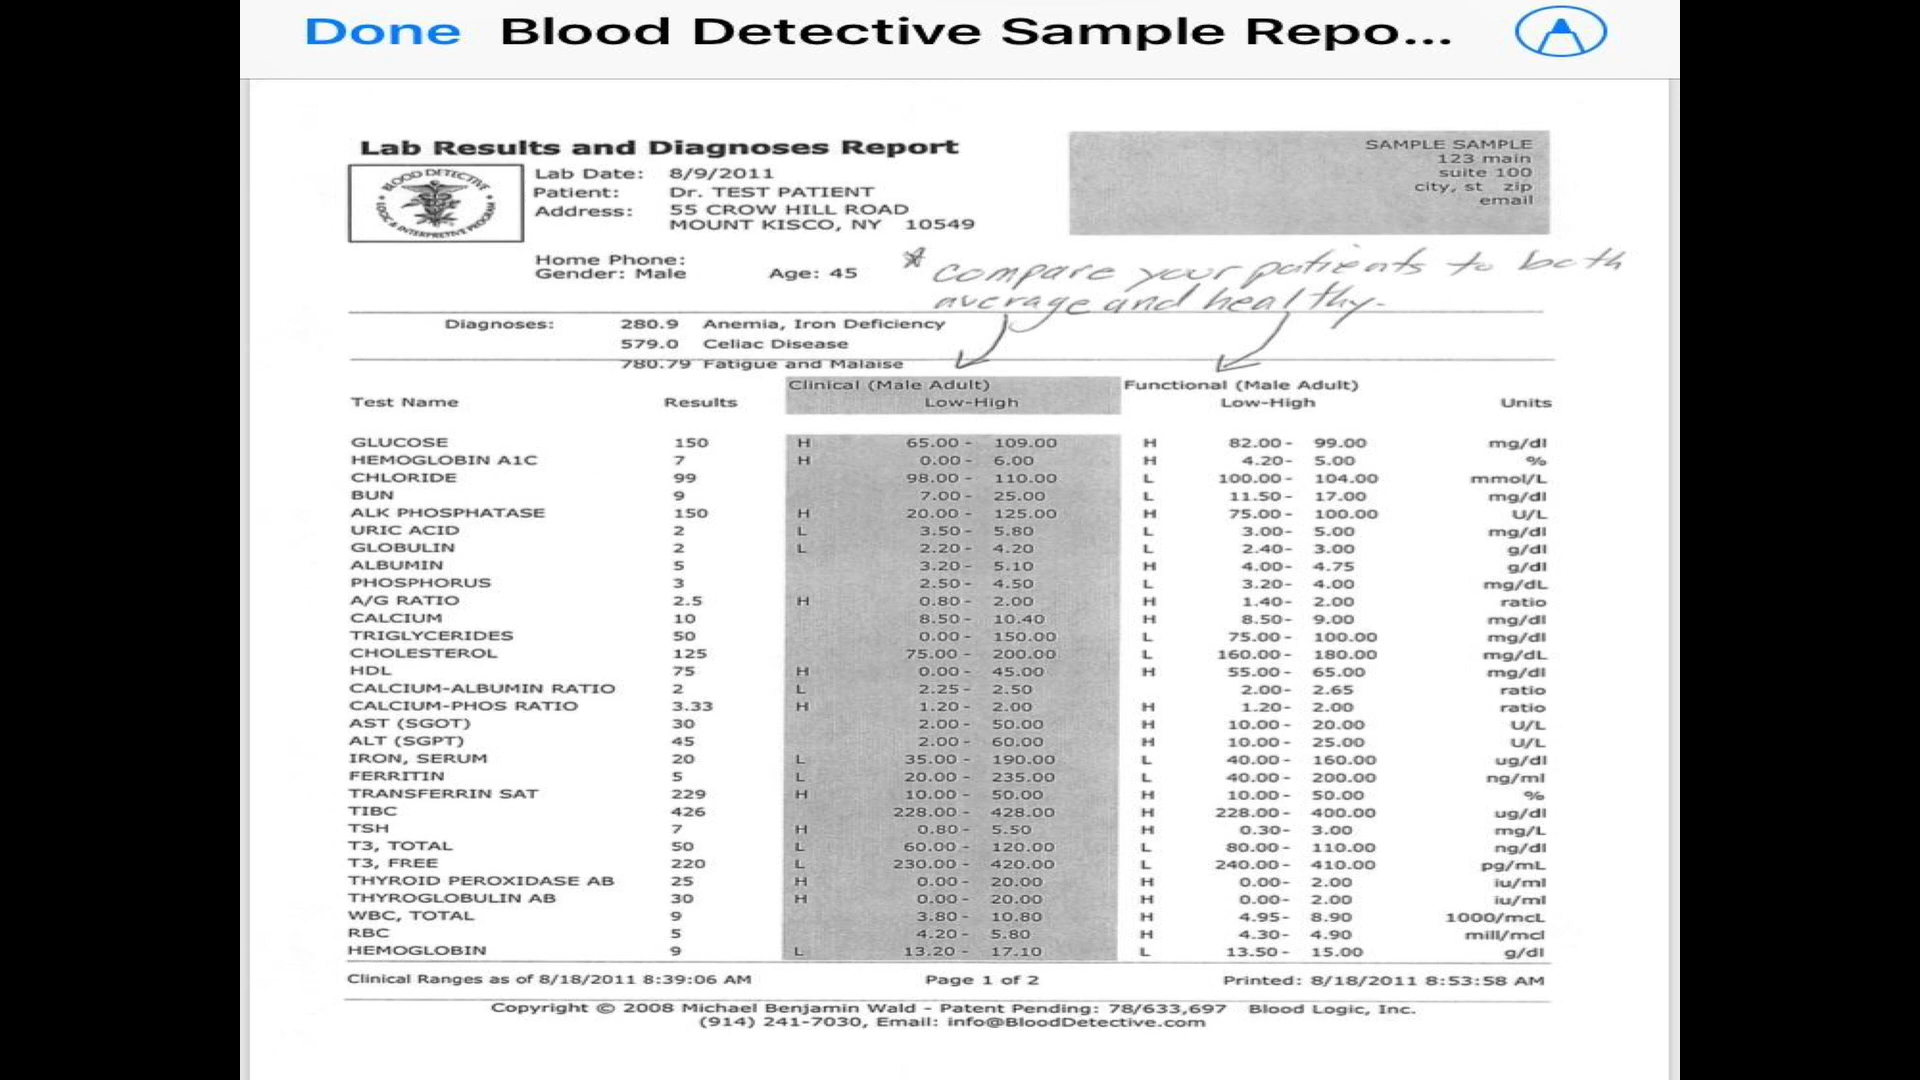 Done Blood Detective Sample Repo...
Lab Results and Diagnoses Report
SAMPLE SAMPLE
123 main
suite 100
city, st zip
email
BLOOD DETECTIVE
LOGIC & INTERPRETIVE PROGRAM
Lab Date: 8/9/2011
Patient: Dr. TEST PATIENT
Address: 55 CROW HILL ROAD
MOUNT KISCO, NY 10549
Home Phone:
Gender: Male Age: 45
* compare your patients to both
average and healthy.
Diagnoses: 280.9 Anemia, Iron Deficiency
579.0 Celiac Disease
780.79 Fatigue and Malaise
Clinical (Male Adult) Functional (Male Adult)
Test Name Results Low-High Low-High Units
GLUCOSE 150 H 65.00 - 109.00 H 82.00 - 99.00 mg/dl
HEMOGLOBIN A1C 7 H 0.00 - 6.00 H 4.20- 5.00 %
CHLORIDE 99 98.00 - 110.00 L 100.00 - 104.00 mmol/L
BUN 9 7.00 - 25.00 L 11.50 - 17.00 mg/dl
ALK PHOSPHATASE 150 H 20.00 - 125.00 H 75.00 - 100.00 U/L
URIC ACID 2 L 3.50 - 5.80 L 3.00- 5.00 mg/dl
GLOBULIN 2 L 2.20 - 4.20 L 2.40- 3.00 g/dl
ALBUMIN 5 3.20 - 5.10 H 4.00- 4.75 g/dl
PHOSPHORUS 3 2.50 - 4.50 L 3.20- 4.00 mg/dL
A/G RATIO 2.5 H 0.80 - 2.00 H 1.40- 2.00 ratio
CALCIUM 10 8.50 - 10.40 H 8.50- 9.00 mg/dl
TRIGLYCERIDES 50 0.00 - 150.00 L 75.00 - 100.00 mg/dl
CHOLESTEROL 125 75.00 - 200.00 L 160.00 - 180.00 mg/dL
HDL 75 H 0.00 - 45.00 H 55.00 - 65.00 mg/dl
CALCIUM-ALBUMIN RATIO 2 L 2.25 - 2.50 2.00- 2.65 ratio
CALCIUM-PHOS RATIO 3.33 H 1.20 - 2.00 H 1.20- 2.00 ratio
AST (SGOT) 30 2.00 - 50.00 H 10.00 - 20.00 U/L
ALT (SGPT) 45 2.00 - 60.00 H 10.00 - 25.00 U/L
IRON, SERUM 20 L 35.00 - 190.00 L 40.00 - 160.00 ug/dl
FERRITIN 5 L 20.00 - 235.00 L 40.00 - 200.00 ng/ml
TRANSFERRIN SAT 229 H 10.00 - 50.00 H 10.00 - 50.00 %
TIBC 426 228.00 - 428.00 H 228.00 - 400.00 ug/dl
TSH 7 H 0.80 - 5.50 H 0.30- 3.00 mg/L
T3, TOTAL 50 L 60.00 - 120.00 L 80.00 - 110.00 ng/dl
T3, FREE 220 L 230.00 - 420.00 L 240.00 - 410.00 pg/mL
THYROID PEROXIDASE AB 25 H 0.00 - 20.00 H 0.00- 2.00 iu/ml
THYROGLOBULIN AB 30 H 0.00 - 20.00 H 0.00- 2.00 iu/ml
WBC, TOTAL 9 3.80 - 10.80 H 4.95- 8.90 1000/mcL
RBC 5 4.20 - 5.80 H 4.30- 4.90 mill/mcl
HEMOGLOBIN 9 L 13.20 - 17.10 L 13.50 - 15.00 g/dl
Clinical Ranges as of 8/18/2011 8:39:06 AM Page 1 of 2 Printed: 8/18/2011 8:53:58 AM
Copyright © 2008 Michael Benjamin Wald - Patent Pending: 78/633,697 Blood Logic, Inc.
(914) 241-7030, Email: info@BloodDetective.com